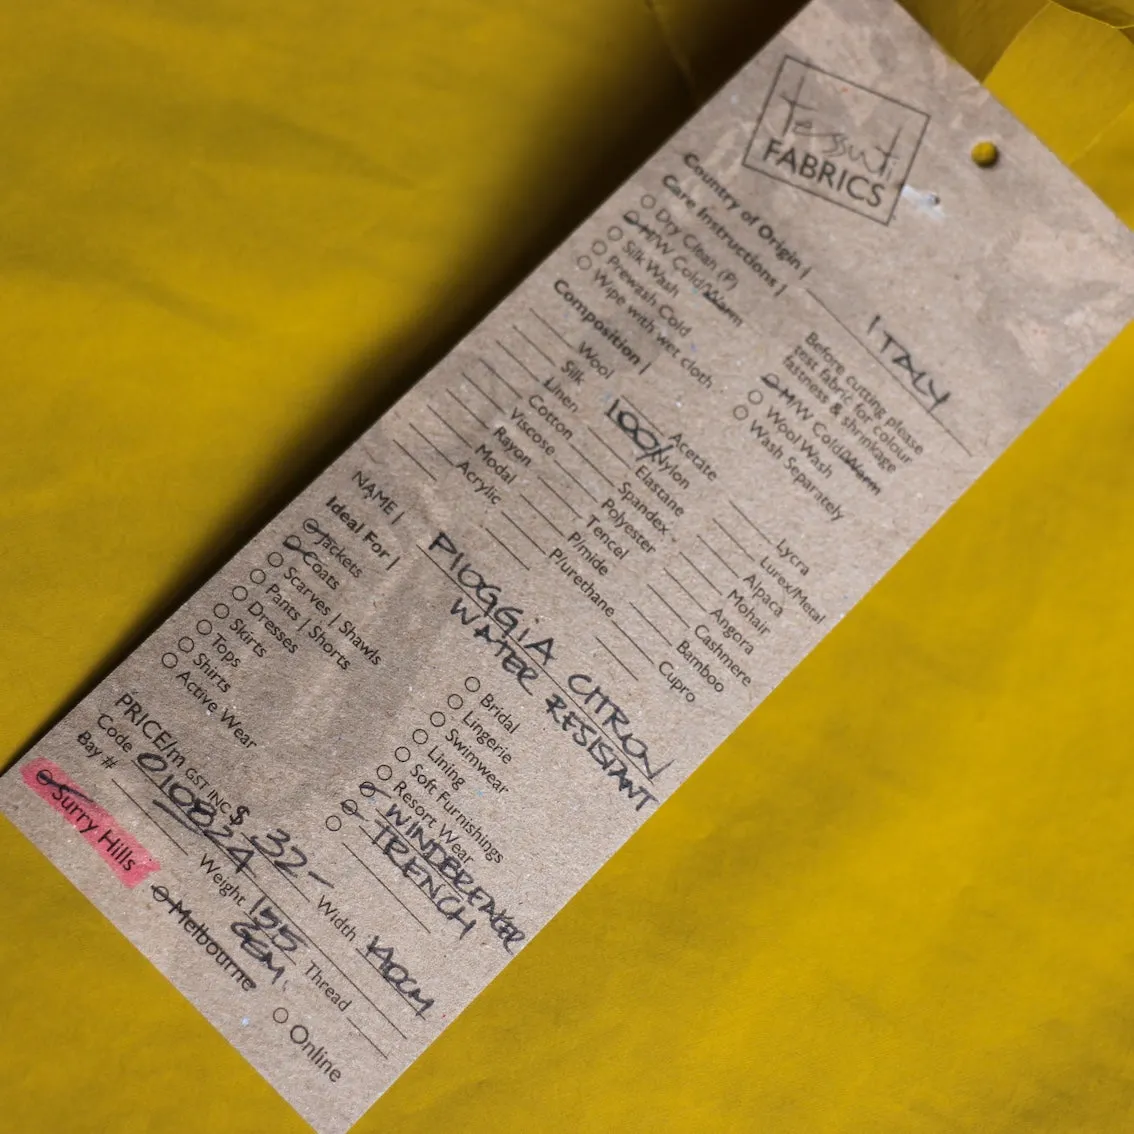 tessuti
FABRICS
Country of Origin | ITALY
Care Instructions |
Dry Clean (P)
M/W Cold/Warm
Silk Wash
Prewash Cold
Wipe with wet cloth
Before cutting please
test fabric for colour
fastness & shrinkage
M/W Cold/Warm
Wool Wash
Wash Separately
Composition |
Wool
Silk
Linen
Cotton
Viscose
Rayon
Modal
Acrylic
Acetate
100% Nylon
Elastane
Spandex
Polyester
Tencel
P/mide
P/urethane
Lycra
Lurex/Metal
Alpaca
Mohair
Angora
Cashmere
Bamboo
Cupro
NAME | PIOGGIA CITRON
WATER RESISTANT
Ideal For |
Jackets
Coats
Scarves | Shawls
Pants | Shorts
Dresses
Skirts
Tops
Shirts
Active Wear
Bridal
Lingerie
Swimwear
Lining
Soft Furnishings
Resort Wear
WINDBREAKER
TRENCH
PRICE/m GST INC $ 32- Width 140CM
Code 010824 Weight 155 Thread
GSM.
Bay #
Surry Hills Melbourne Online